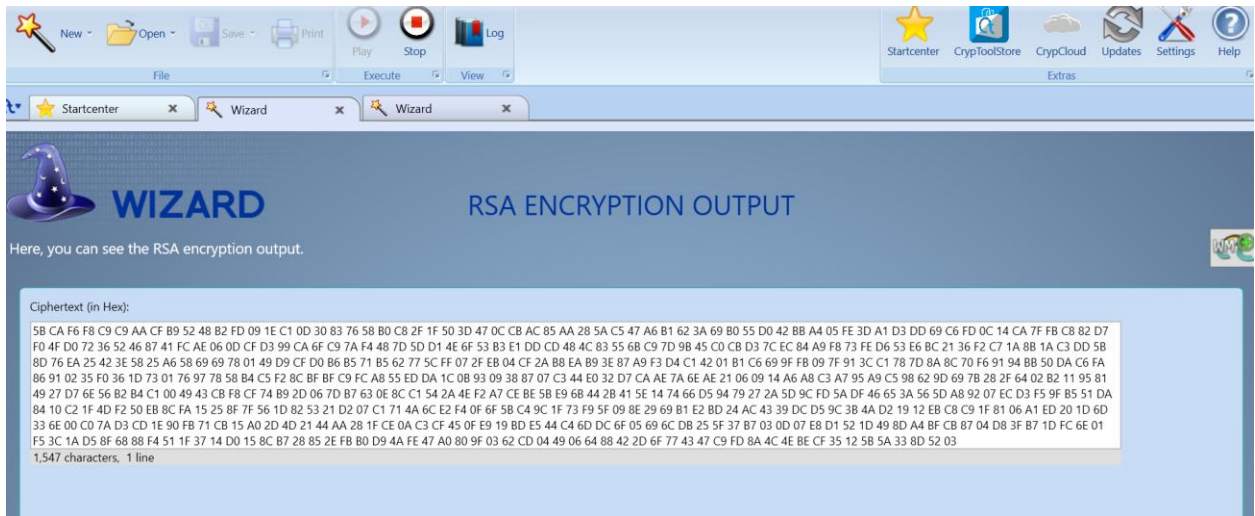 New
Open
Save
Print
Play
Stop
Log
Startcenter
CrypToolStore
CrypCloud
Updates
Settings
Help
File
Execute
View
Extras
Startcenter
Wizard
Wizard
WIZARD
RSA ENCRYPTION OUTPUT
Here, you can see the RSA encryption output.
Ciphertext (in Hex):
5B CA F6 F8 C9 C9 AA CF B9 52 48 B2 FD 09 1E C1 0D 30 83 76 58 B0 C8 2F 1F 50 3D 47 0C CB AC 85 AA 28 5A C5 47 A6 B1 62 3A 69 B0 55 D0 42 BB A4 05 FE 3D A1 D3 DD 69 C6 FD 0C 14 CA 7F FB C8 82 D7
F0 4F D0 72 36 52 46 87 41 FC AE 06 0D CF D3 99 CA 6F C9 7A F4 48 7D 5D D1 4E 6F 53 B3 E1 DD CD 48 4C 83 55 6B C9 7D 9B 45 C0 CB D3 7C EC 84 A9 F8 73 FE D6 53 E6 BC 21 36 F2 C7 1A 8B 1A C3 DD 5B
8D 76 EA 25 42 3E 58 25 A6 58 69 69 78 01 49 D9 CF D0 B6 B5 71 B5 62 77 5C FF 07 2F EB 04 CF 2A B8 EA B9 3E 87 A9 F3 D4 C1 42 01 B1 C6 69 9F FB 09 7F 91 3C C1 78 7D 8A 8C 70 F6 91 94 BB 50 DA C6 FA
86 91 02 35 F0 36 1D 73 01 76 97 78 58 B4 C5 F2 8C BF BF C9 FC A8 55 ED DA 1C 0B 93 09 38 87 07 C3 44 E0 32 D7 CA AE 7A 6E AE 21 06 09 14 A6 A8 C3 A7 95 A9 C5 98 62 9D 69 7B 28 2F 64 02 B2 11 95 81
49 27 D7 6E 56 B2 B4 C1 00 49 43 CB F8 CF 74 B9 2D 06 7D B7 63 0E 8C C1 54 2A 4E F2 A7 CE BE 5B E9 6B 44 2B 41 5E 14 74 66 D5 94 79 27 2A 5D 9C FD 5A DF 46 65 3A 56 5D A8 92 07 EC D3 F5 9F B5 51 DA
84 10 C2 1F 4D F2 50 EB 8C FA 15 25 8F 7F 56 1D 82 53 21 D2 07 C1 71 4A 6C E2 F4 0F 6F 5B C4 9C 1F 73 F9 5F 09 8E 29 69 B1 E2 BD 24 AC 43 39 DC D5 9C 3B 4A D2 19 12 EB C8 C9 1F 81 06 A1 ED 20 1D 6D
33 6E 00 C0 7A D3 CD 1E 90 FB 71 CB 15 A0 2D 4D 21 44 AA 28 1F CE 0A C3 CF 45 0F E9 19 BD E5 44 C4 6D DC 6F 05 69 6C DB 25 5F 37 B7 03 0D 07 E8 D1 52 1D 49 8D A4 BF CB 87 04 D8 3F B7 1D FC 6E 01
F5 3C 1A D5 8F 68 88 F4 51 1F 37 14 D0 15 8C B7 28 85 2E FB B0 D9 4A FE 47 A0 80 9F 03 62 CD 04 49 06 64 88 42 2D 6F 77 43 47 C9 FD 8A 4C 4E BE CF 35 12 5B 5A 33 8D 52 03
1,547 characters, 1 line